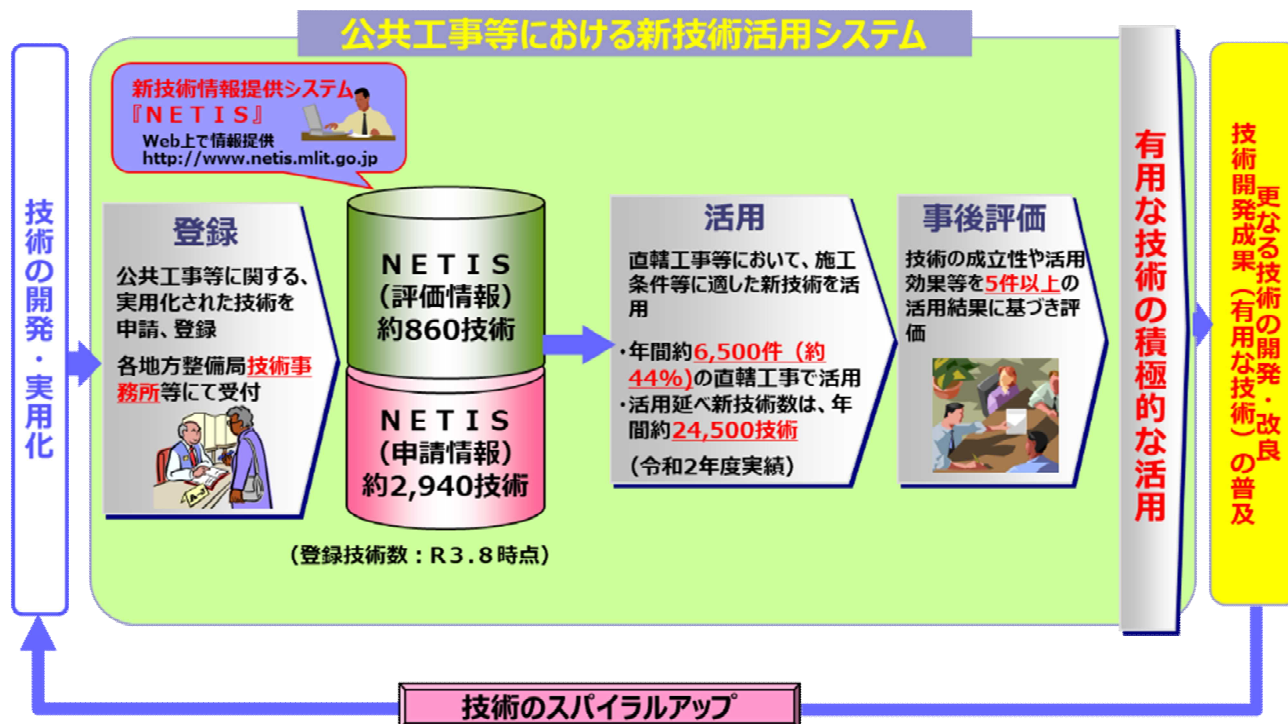 公共工事等における新技術活用システム
新技術情報提供システム
『ＮＥＴＩＳ』
Web上で情報提供
http://www.netis.mlit.go.jp
技術の開発・実用化
登録
公共工事等に関する、
実用化された技術を
申請、登録
各地方整備局技術事
務所等にて受付
ＮＥＴＩＳ
（評価情報）
約860技術
ＮＥＴＩＳ
（申請情報）
約2,940技術
（登録技術数：Ｒ３.８時点）
活用
直轄工事等において、施工
条件等に適した新技術を活
用
・年間約6,500件（約
44%)の直轄工事で活用
・活用延べ新技術数は、年
間約24,500技術
（令和2年度実績）
事後評価
技術の成立性や活用
効果等を5件以上の
活用結果に基づき評
価
有用な技術の積極的な活用
更なる技術の開発・改良
技術開発成果（有用な技術）の普及
技術のスパイラルアップ